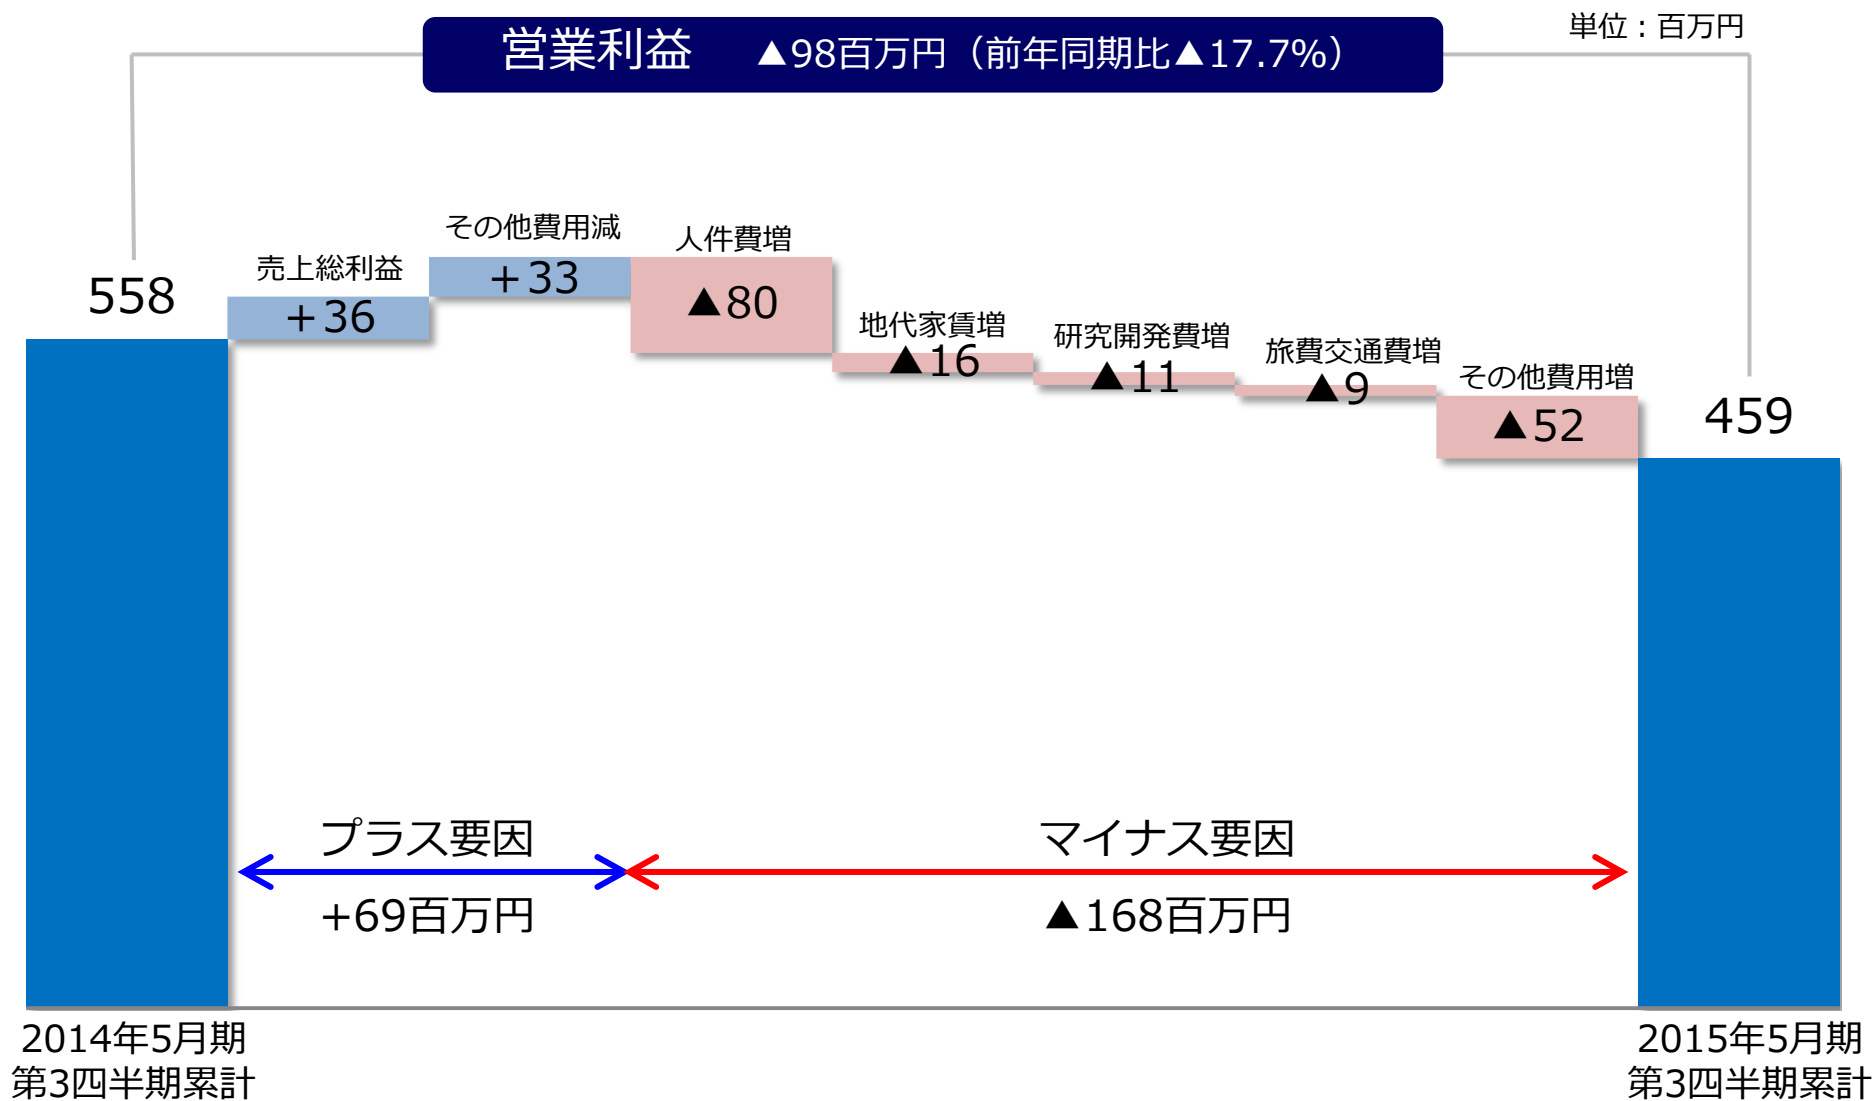 単位：百万円
営業利益　▲98百万円（前年同期比▲17.7%）
その他費用減
人件費増
売上総利益
558
＋33
＋36
▲80
地代家賃増
▲16
研究開発費増
▲11
旅費交通費増
▲9
その他費用増
▲52
459
プラス要因
マイナス要因
+69百万円
▲168百万円
2014年5月期
第3四半期累計
2015年5月期
第3四半期累計